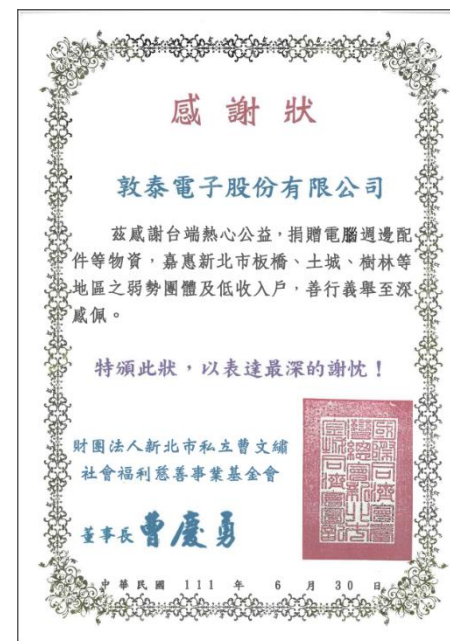 感謝狀
敦泰電子股份有限公司
茲感謝台端熱心公益，捐贈電腦週邊配
件等物資，嘉惠新北市板橋、土城、樹林等
地區之弱勢團體及低收入戶，善行義舉至深
感佩。
特頒此狀，以表達最深的謝忱！
財團法人新北市私立曹文繡
社會福利慈善事業基金會
董事長曹慶勇
中華民國 111 年 6 月 30 日